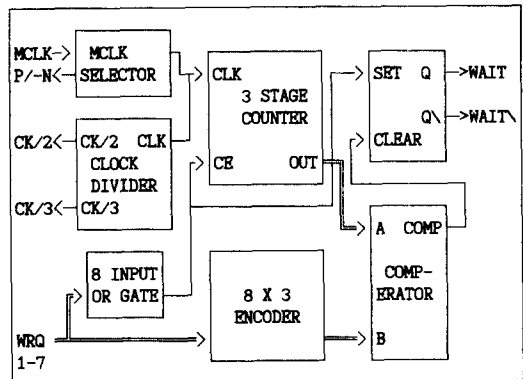 MCLK
P/-N
MCLK
SELECTOR
CLK
3 STAGE
COUNTER
CE OUT
SET Q
Q\
CLEAR
WAIT
WAIT\
CK/2
CK/3
CK/2 CLK
CLOCK
DIVIDER
CK/3
8 INPUT
OR GATE
8 X 3
ENCODER
A COMP
COMP-
ERATOR
B
WRQ
1-7